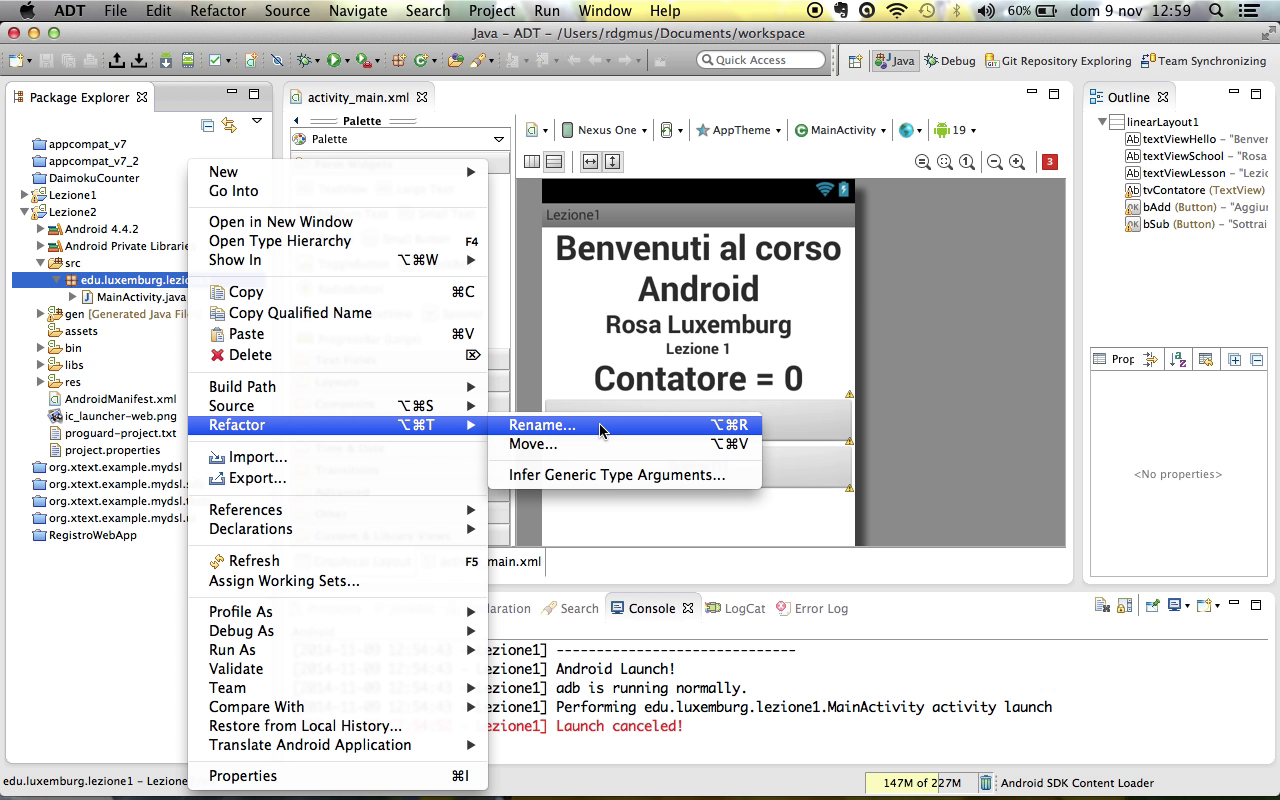 ADT File Edit Refactor Source Navigate Search Project Run Window Help 60% dom 9 nov 12:59
Java – ADT – /Users/rdgmus/Documents/workspace
Quick Access Java Debug Git Repository Exploring Team Synchronizing
Package Explorer
appcompat_v7
appcompat_v7_2
DaimokuCounter
Lezione1
Lezione2
Android 4.4.2
Android Private Librarie
src
edu.luxemburg.lezio
MainActivity.java
gen [Generated Java Fil
assets
bin
libs
res
AndroidManifest.xml
ic_launcher-web.png
proguard-project.txt
project.properties
org.xtext.example.mydsl
org.xtext.example.mydsl.s
org.xtext.example.mydsl.t
org.xtext.example.mydsl.u
RegistroWebApp
New
Go Into
Open in New Window
Open Type Hierarchy F4
Show In ⌥⌘W
Copy ⌘C
Copy Qualified Name
Paste ⌘V
Delete ⌦
Build Path
Source ⌥⌘S
Refactor ⌥⌘T
Import...
Export...
References
Declarations
Refresh F5
Assign Working Sets...
Profile As
Debug As
Run As
Validate
Team
Compare With
Restore from Local History...
Translate Android Application
Properties ⌘I
Rename... ⌥⌘R
Move... ⌥⌘V
Infer Generic Type Arguments...
activity_main.xml
Palette
Palette
Nexus One AppTheme MainActivity 19
3
Lezione1
Benvenuti al corso
Android
Rosa Luxemburg
Lezione 1
Contatore = 0
main.xml
Outline
linearLayout1
textViewHello – "Benver
textViewSchool – "Rosa
textViewLesson – "Lezio
tvContatore (TextView)
bAdd (Button) – "Aggiur
bSub (Button) – "Sottrai
Prop
<No properties>
laration Search Console LogCat Error Log
ezione1] ------------------------------
ezione1] Android Launch!
ezione1] adb is running normally.
ezione1] Performing edu.luxemburg.lezione1.MainActivity activity launch
ezione1] Launch canceled!
edu.luxemburg.lezione1 – Lezione
147M of 227M Android SDK Content Loader